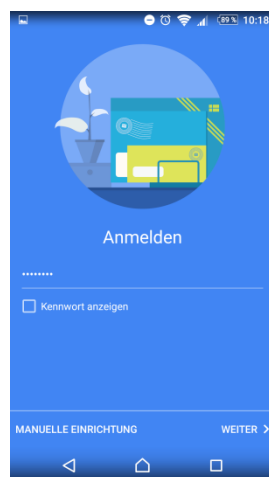 89% 10:18
Anmelden
........
Kennwort anzeigen
MANUELLE EINRICHTUNG WEITER